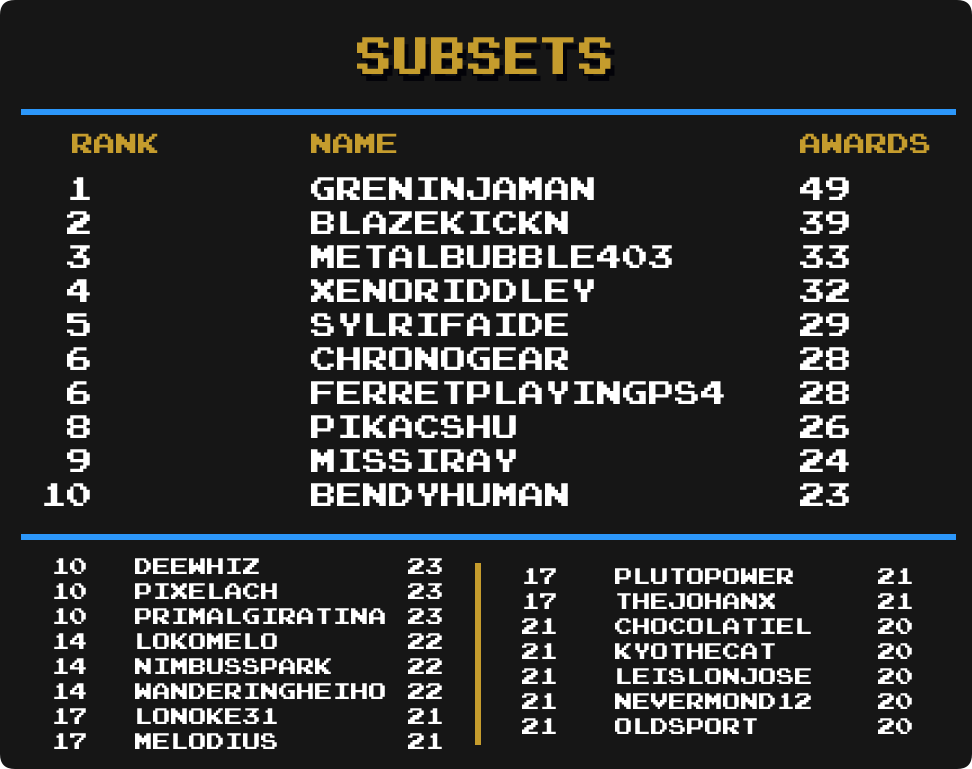 SUBSETS
RANK NAME AWARDS
1 GRENINJAMAN 49
2 BLAZEKICKN 39
3 METALBUBBLE403 33
4 XENORIDDLEY 32
5 SYLRIFAIDE 29
6 CHRONOGEAR 28
6 FERRETPLAYINGPS4 28
8 PIKACSHU 26
9 MISSIRAY 24
10 BENDYHUMAN 23
10 DEEWHIZ 23
10 PIXELACH 23
10 PRIMALGIRATINA 23
14 LOKOMELO 22
14 NIMBUSSPARK 22
14 WANDERINGHEIHO 22
17 LONOKE31 21
17 MELODIUS 21
17 PLUTOPOWER 21
17 THEJOHANX 21
21 CHOCOLATIEL 20
21 KYOTHECAT 20
21 LEISLONJOSE 20
21 NEVERMOND12 20
21 OLDSPORT 20